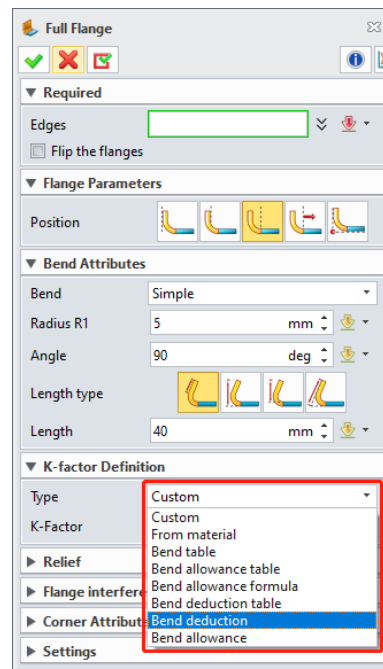 Full Flange
Required
Edges
Flip the flanges
Flange Parameters
Position
Bend Attributes
Bend Simple
Radius R1 5 mm
Angle 90 deg
Length type
Length 40 mm
K-factor Definition
Type Custom
K-Factor
Custom
From material
Bend table
Bend allowance table
Bend allowance formula
Bend deduction table
Bend deduction
Bend allowance
Relief
Flange interfere
Corner Attribut
Settings